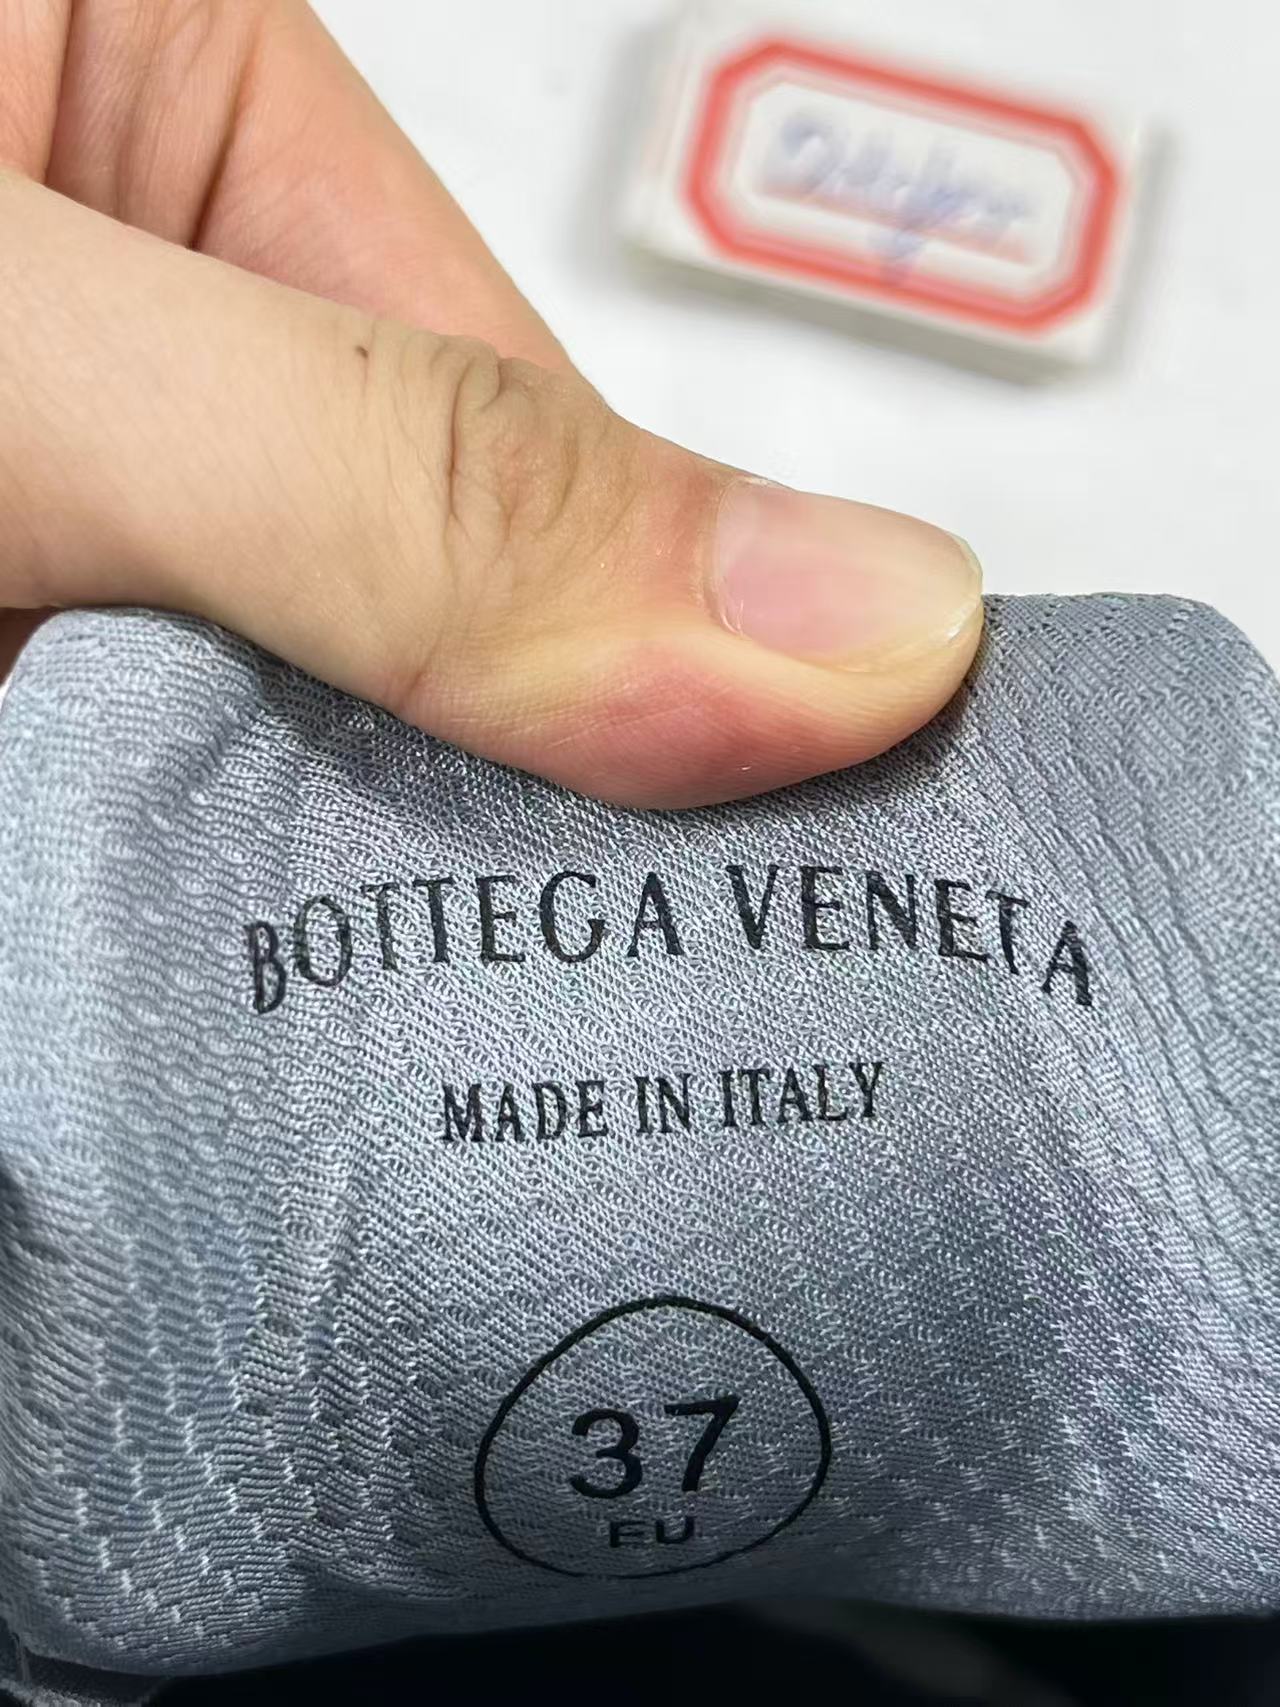 BOTTEGA VENETA
MADE IN ITALY
37
EU